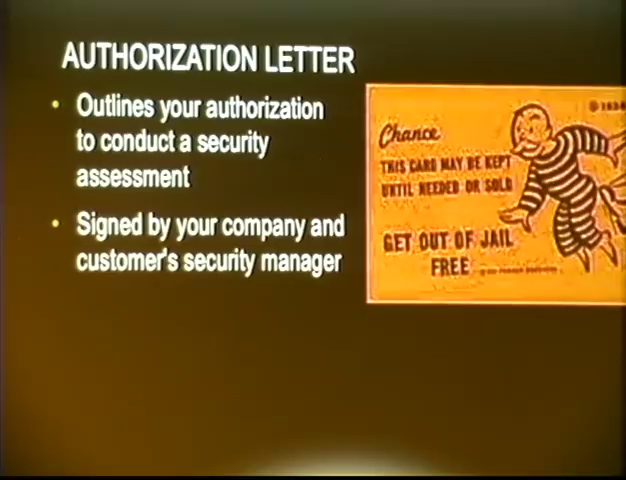 AUTHORIZATION LETTER
• Outlines your authorization
to conduct a security
assessment
• Signed by your company and
customer's security manager
Chance
THIS CARD MAY BE KEPT
UNTIL NEEDED OR SOLD
GET OUT OF JAIL
FREE